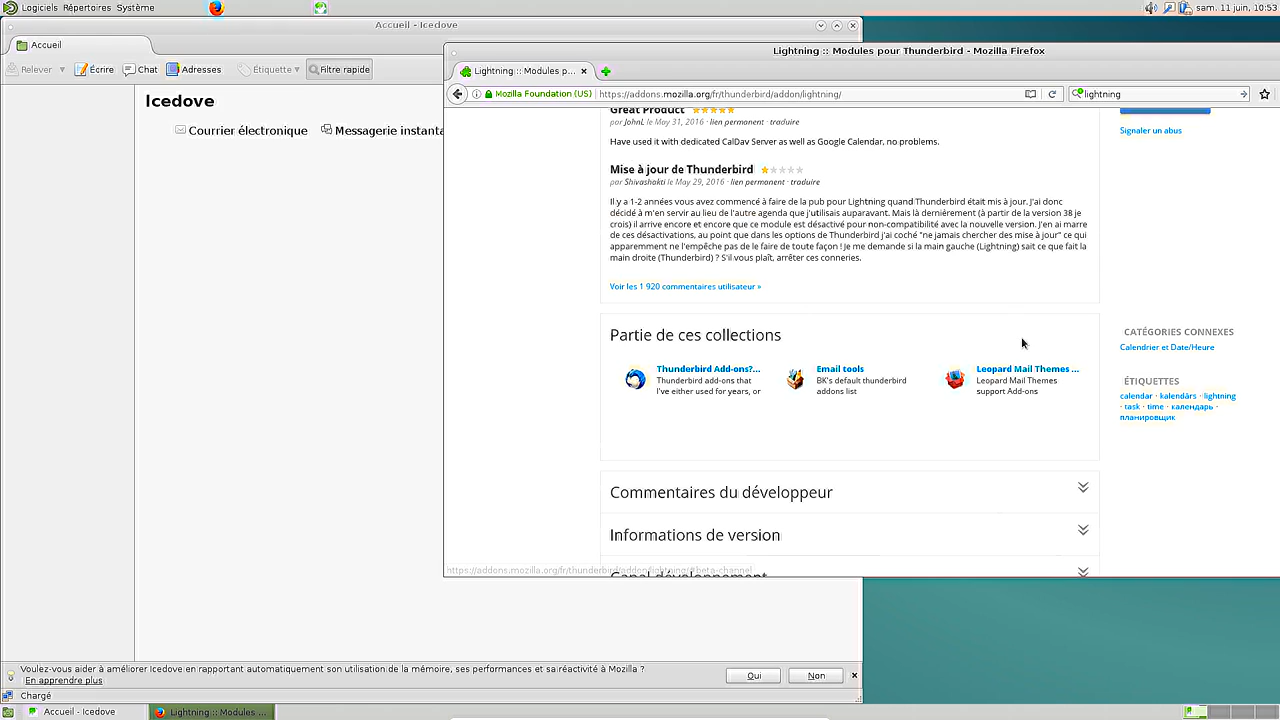 Logiciels Répertoires Système
sam. 11 juin, 10:53
Accueil - Icedove
Accueil
Relever
Écrire
Chat
Adresses
Étiquette
Filtre rapide
Icedove
Courrier électronique
Messagerie instanta
Lightning :: Modules pour Thunderbird - Mozilla Firefox
Lightning :: Modules p...
Mozilla Foundation (US)
https://addons.mozilla.org/fr/thunderbird/addon/lightning/
lightning
Great Product
par JohnL le May 31, 2016 · lien permanent · traduire
Have used it with dedicated CalDav Server as well as Google Calendar, no problems.
Mise à jour de Thunderbird
par Shivashakti le May 29, 2016 · lien permanent · traduire
Il y a 1-2 années vous avez commencé à faire de la pub pour Lightning quand Thunderbird était mis à jour. J'ai donc
décidé à m'en servir au lieu de l'autre agenda que j'utilisais auparavant. Mais là dernièrement (à partir de la version 38 je
crois) il arrive encore et encore que ce module est désactivé pour non-compatibilité avec la nouvelle version. J'en ai marre
de ces désactivations, au point que dans les options de Thunderbird j'ai coché "ne jamais chercher des mise à jour" ce qui
apparemment ne l'empêche pas de le faire de toute façon ! Je me demande si la main gauche (Lightning) sait ce que fait la
main droite (Thunderbird) ? S'il vous plaît, arrêter ces conneries.
Voir les 1 920 commentaires utilisateur »
Signaler un abus
Partie de ces collections
Thunderbird Add-ons?...
Thunderbird add-ons that
I've either used for years, or
Email tools
BK's default thunderbird
addons list
Leopard Mail Themes ...
Leopard Mail Themes
support Add-ons
CATÉGORIES CONNEXES
Calendrier et Date/Heure
ÉTIQUETTES
calendar · kalendárs · lightning
· task · time · календарь ·
планировщик
Commentaires du développeur
Informations de version
Canal développement
https://addons.mozilla.org/fr/thunderbird/addon/lightning/#beta-channel
Voulez-vous aider à améliorer Icedove en rapportant automatiquement son utilisation de la mémoire, ses performances et sa réactivité à Mozilla ?
En apprendre plus
Oui
Non
Chargé
Accueil - Icedove
Lightning :: Modules ...